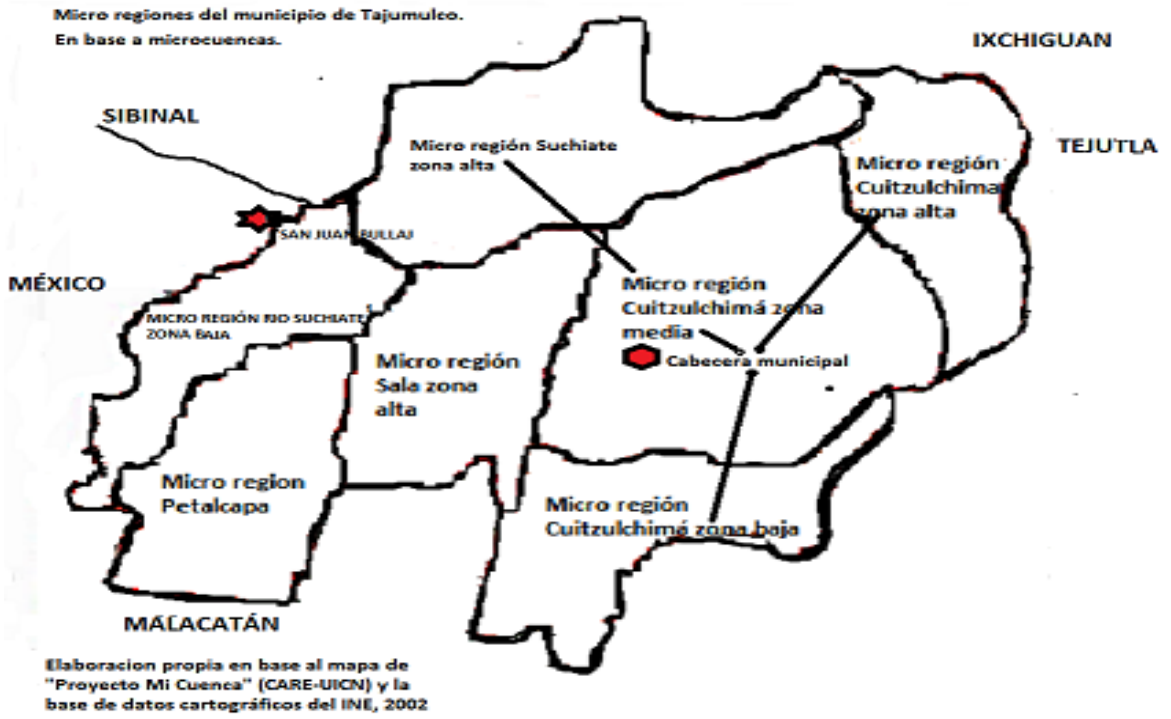 Micro regiones del municipio de Tajumulco.
En base a microcuencas.
IXCHIGUAN
SIBINAL
TEJUTLA
Micro región Suchiate
zona alta
Micro región
Cuitzulchima
zona alta
SAN JUAN BULLAJ
MÉXICO
Micro región
Cuitzulchimá zona
media
MICRO REGIÓN RIO SUCHIATE
ZONA BAJA
Cabecera municipal
Micro región
Sala zona
alta
Micro region
Petalcapa
Micro región
Cuitzulchimá zona baja
MALACATÁN
Elaboracion propia en base al mapa de
"Proyecto Mi Cuenca" (CARE-UICN) y la
base de datos cartográficos del INE, 2002